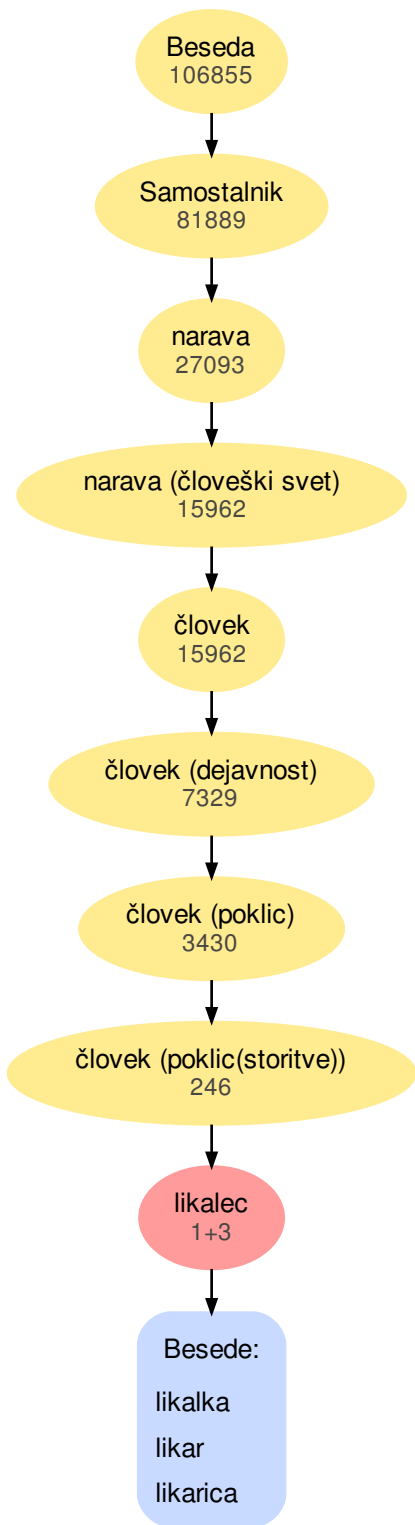 Beseda
106855
Samostalnik
81889
narava
27093
narava (človeški svet)
15962
človek
15962
človek (dejavnost)
7329
človek (poklic)
3430
človek (poklic(storitve))
246
likalec
1+3
Besede:
likalka
likar
likarica